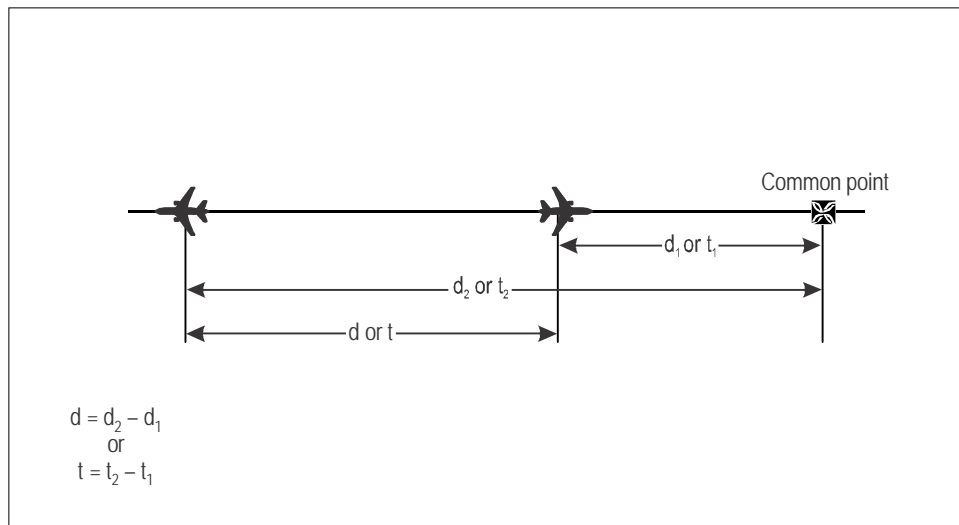 Common point
d₁ or t₁
d₂ or t₂
d or t
d = d₂ – d₁
or
t = t₂ – t₁